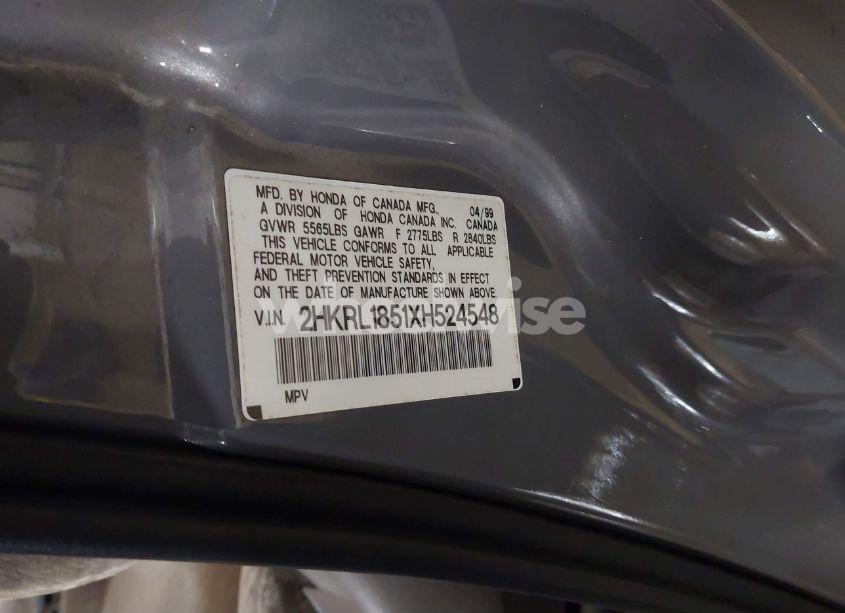 MFD. BY HONDA OF CANADA MFG., 04/99
A DIVISION OF HONDA CANADA INC. CANADA
GVWR 5565LBS GAWR F 2775LBS R 2840LBS
THIS VEHICLE CONFORMS TO ALL APPLICABLE
FEDERAL MOTOR VEHICLE SAFETY,
AND THEFT PREVENTION STANDARDS IN EFFECT
ON THE DATE OF MANUFACTURE SHOWN ABOVE
V.I.N. 2HKRL1851XH524548
MPV